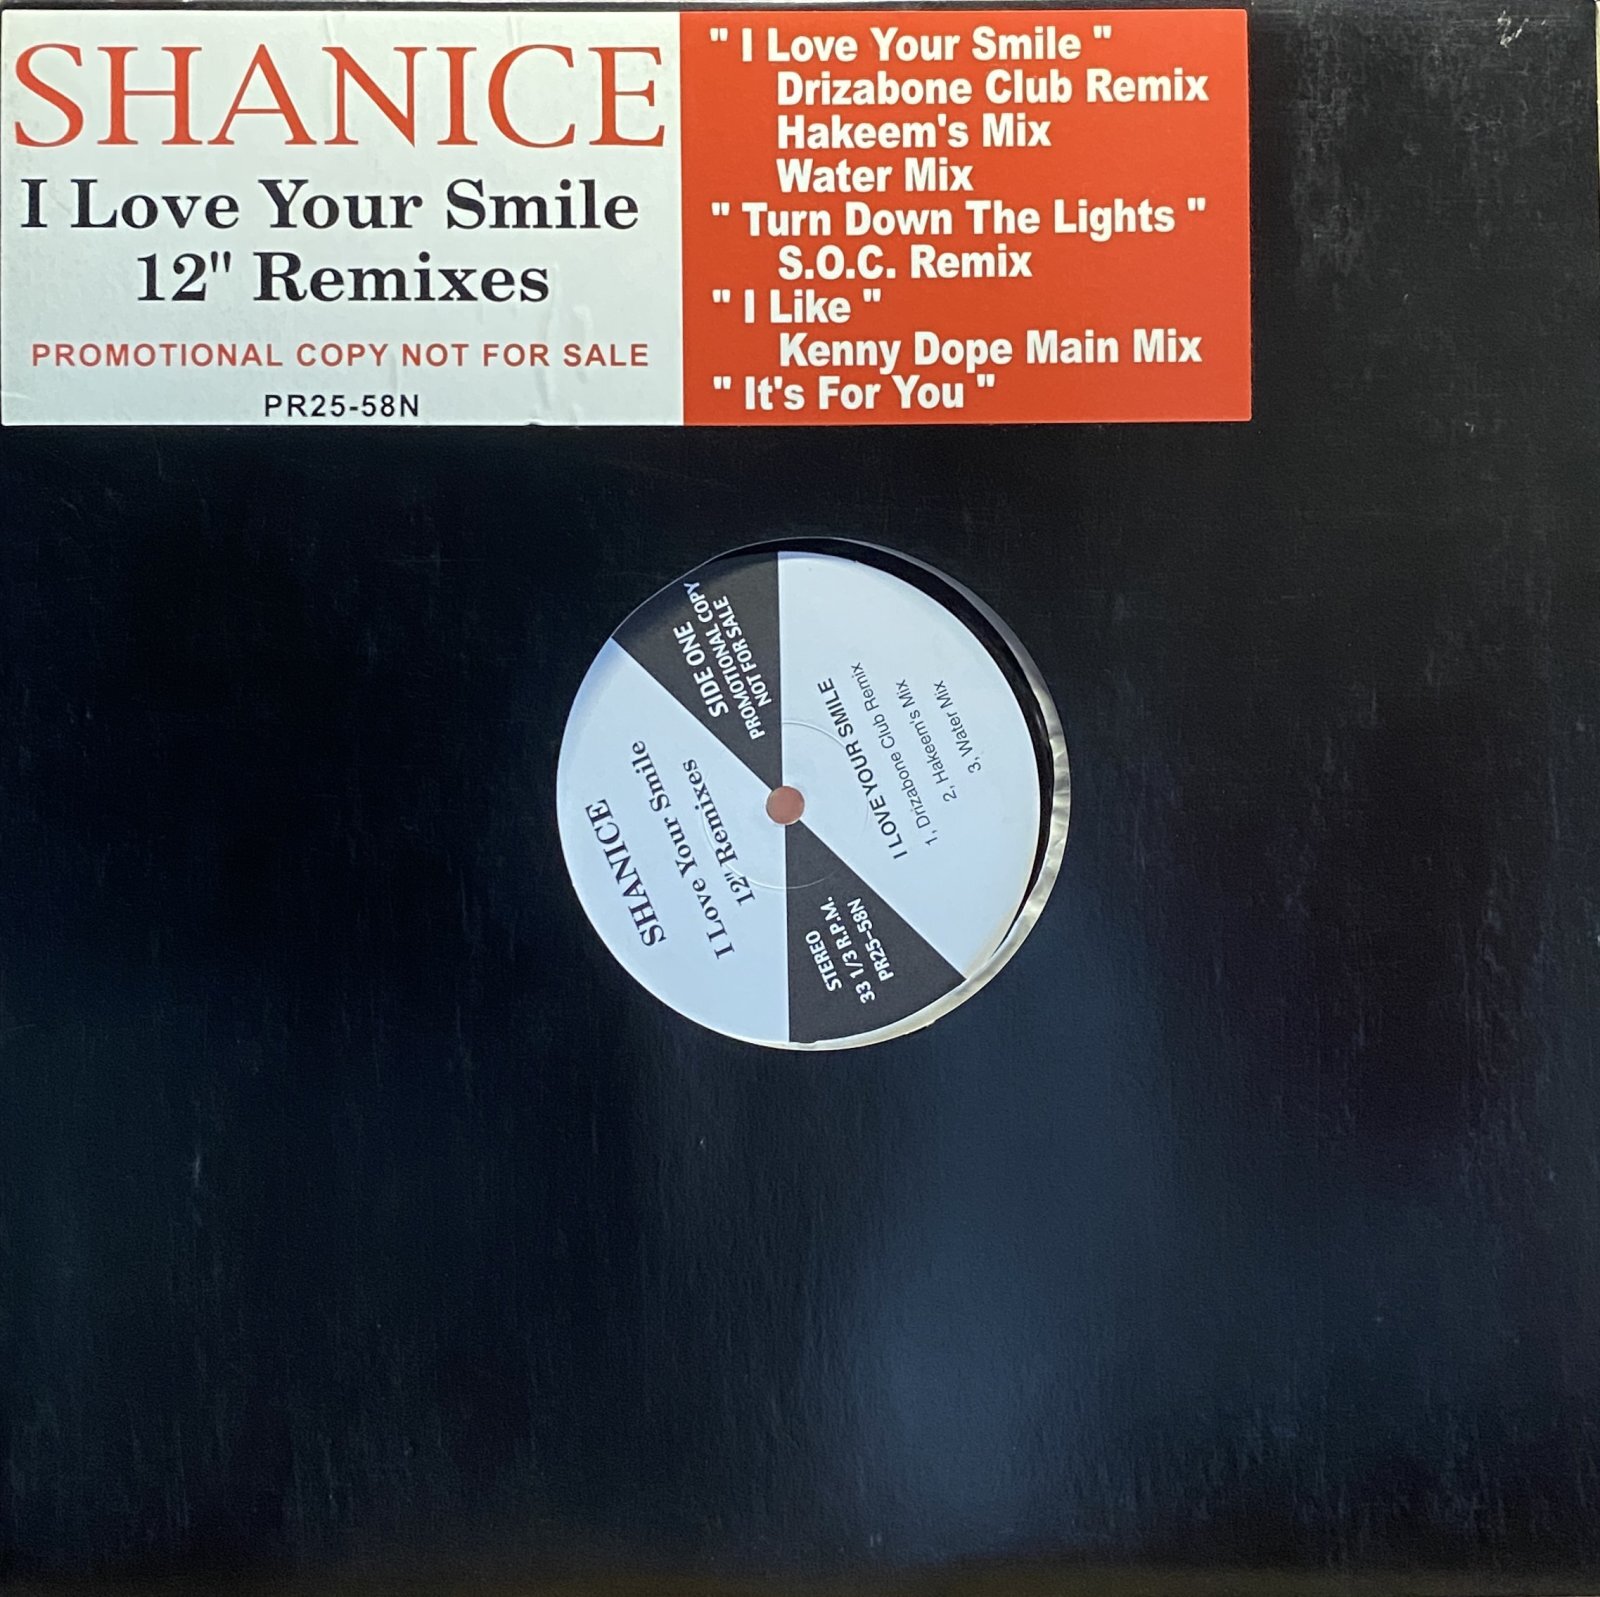 SHANICE
I Love Your Smile
12" Remixes
PROMOTIONAL COPY NOT FOR SALE
PR25-58N
" I Love Your Smile "
Drizabone Club Remix
Hakeem's Mix
Water Mix
" Turn Down The Lights "
S.O.C. Remix
" I Like "
Kenny Dope Main Mix
" It's For You "
SHANICE
I Love Your Smile
12" Remixes
SIDE ONE
PROMOTIONAL COPY
NOT FOR SALE
I LOVE YOUR SMILE
1, Drizabone Club Remix
2, Hakeem's Mix
3, Water Mix
STEREO
33 1/3 R.P.M.
PR25-58N